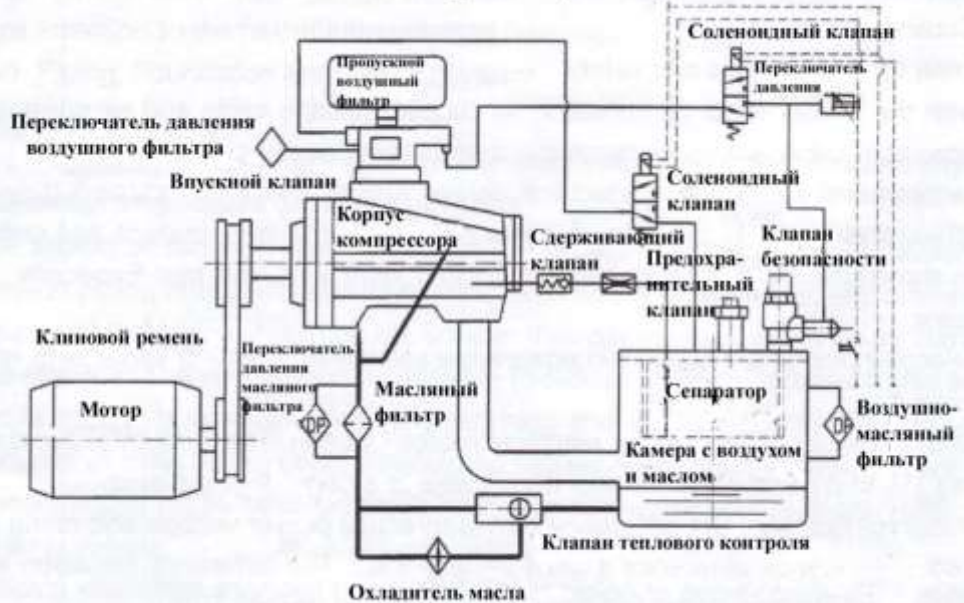 Соленоидный клапан
Пропускной
воздушный
фильтр
Переключатель
давления
Переключатель давления
воздушного фильтра
Впускной клапан
Соленоидный
клапан
Корпус
компрессора
Сдерживающий
клапан
Клапан
безопасности
Предохра-
нительный
клапан
Клиновой ремень
Переключатель
давления
масляного
фильтра
Масляный
фильтр
Сепаратор
Мотор
DP
DP
Воздушно-
масляный
фильтр
Камера с воздухом
и маслом
Клапан теплового контроля
Охладитель масла